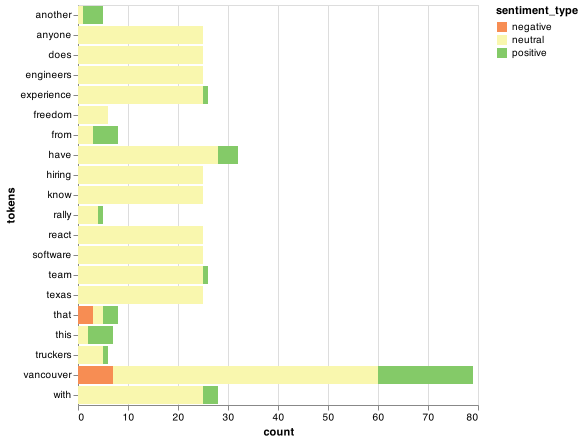 sentiment_type
negative
neutral
positive
tokens
another
anyone
does
engineers
experience
freedom
from
have
hiring
know
rally
react
software
team
texas
that
this
truckers
vancouver
with
0 10 20 30 40 50 60 70 80
count